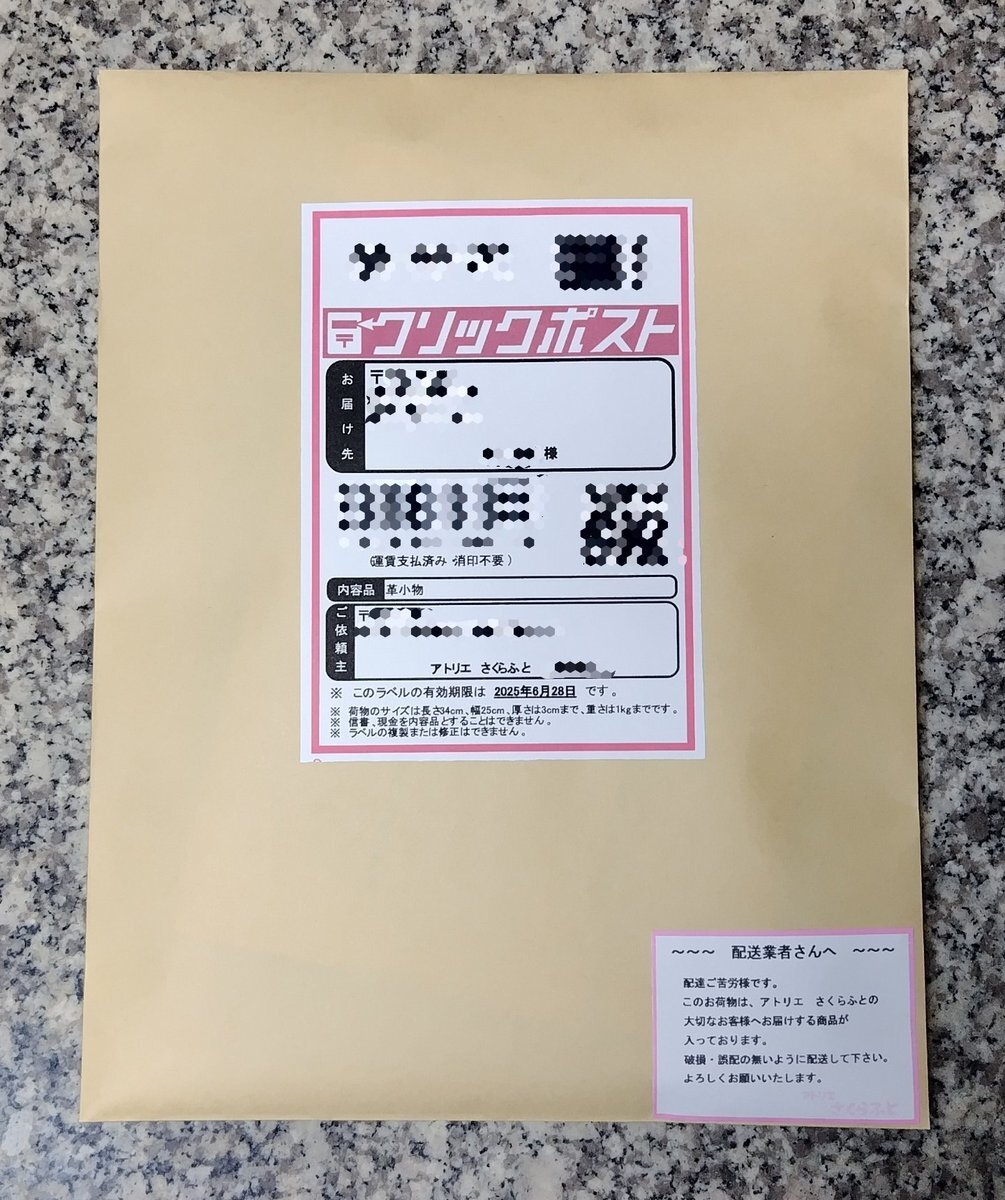 クリックポスト
お届け先
〒
様
(運賃支払済み 消印不要)
内容品 革小物
ご依頼主
〒
アトリエ さくらふと
※ このラベルの有効期限は 2025年6月28日 です。
※ 荷物のサイズは長さ34cm、幅25cm、厚さは3cmまで、重さは1kgまでです。
※ 信書、現金を内容品とすることはできません。
※ ラベルの複製または修正はできません。
~~~ 配送業者さんへ ~~~
配達ご苦労様です。
このお荷物は、アトリエ さくらふとの
大切なお客様へお届けする商品が
入っております。
破損・誤配の無いように配送して下さい。
よろしくお願いいたします。
アトリエ
さくらふと